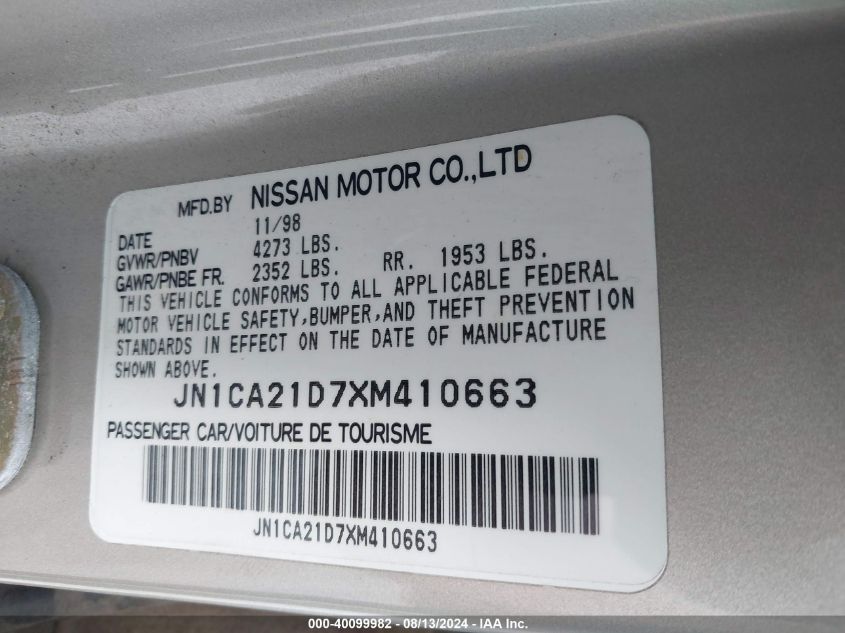 MFD.BY NISSAN MOTOR CO.,LTD
DATE 11/98
GVWR/PNBV 4273 LBS.
GAWR/PNBE FR. 2352 LBS. RR. 1953 LBS.
THIS VEHICLE CONFORMS TO ALL APPLICABLE FEDERAL
MOTOR VEHICLE SAFETY,BUMPER,AND THEFT PREVENTION
STANDARDS IN EFFECT ON THE DATE OF MANUFACTURE
SHOWN ABOVE.
JN1CA21D7XM410663
PASSENGER CAR/VOITURE DE TOURISME
JN1CA21D7XM410663
000-40099982 - 08/13/2024 - IAA Inc.